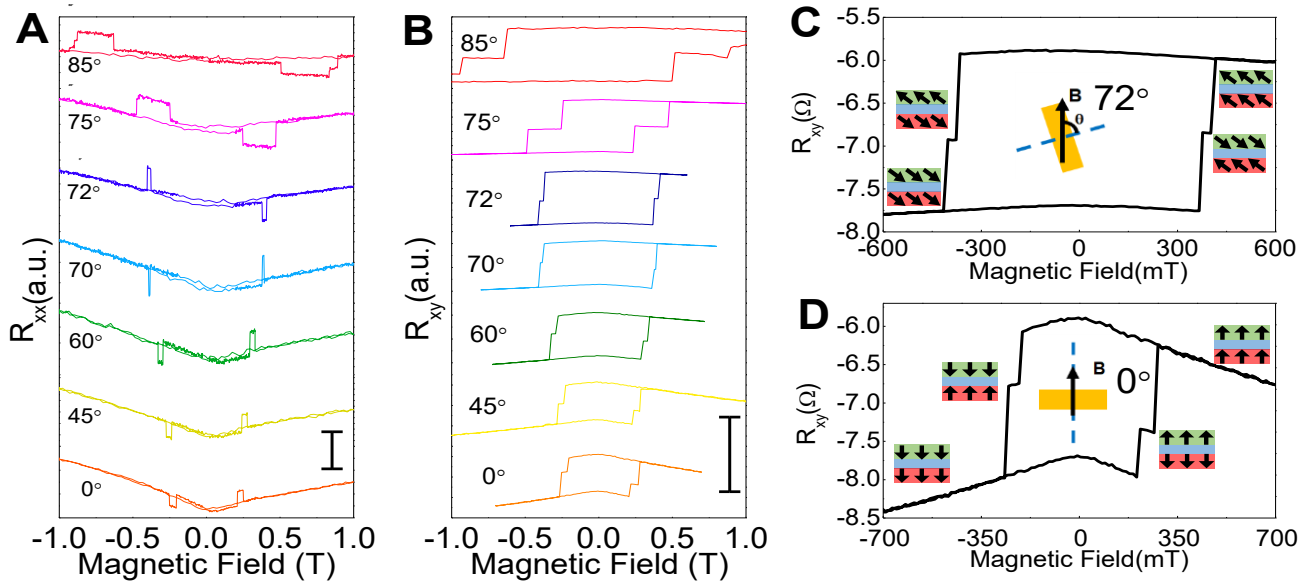 A
R_xx(a.u.)
85°
75°
72°
70°
60°
45°
0°
-1.0 -0.5 0.0 0.5 1.0
Magnetic Field (T)
B
R_xy(a.u.)
85°
75°
72°
70°
60°
45°
0°
-1.0 -0.5 0.0 0.5 1.0
Magnetic Field (T)
C
R_xy(Ω)
-5.5
-6.0
-6.5
-7.0
-7.5
-8.0
B 72°
θ
-600 -300 0 300 600
Magnetic Field(mT)
D
R_xy(Ω)
-6.0
-6.5
-7.0
-7.5
-8.0
-8.5
B 0°
-700 -350 0 350 700
Magnetic Field(mT)